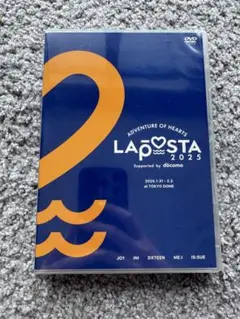 DVD
ADVENTURE OF HEARTS
LAPOSTA
2025
Supported by docomo
2025.1.31 - 2.2
at TOKYO DOME
JO1 INI DXTEEN ME:I IS:SUE